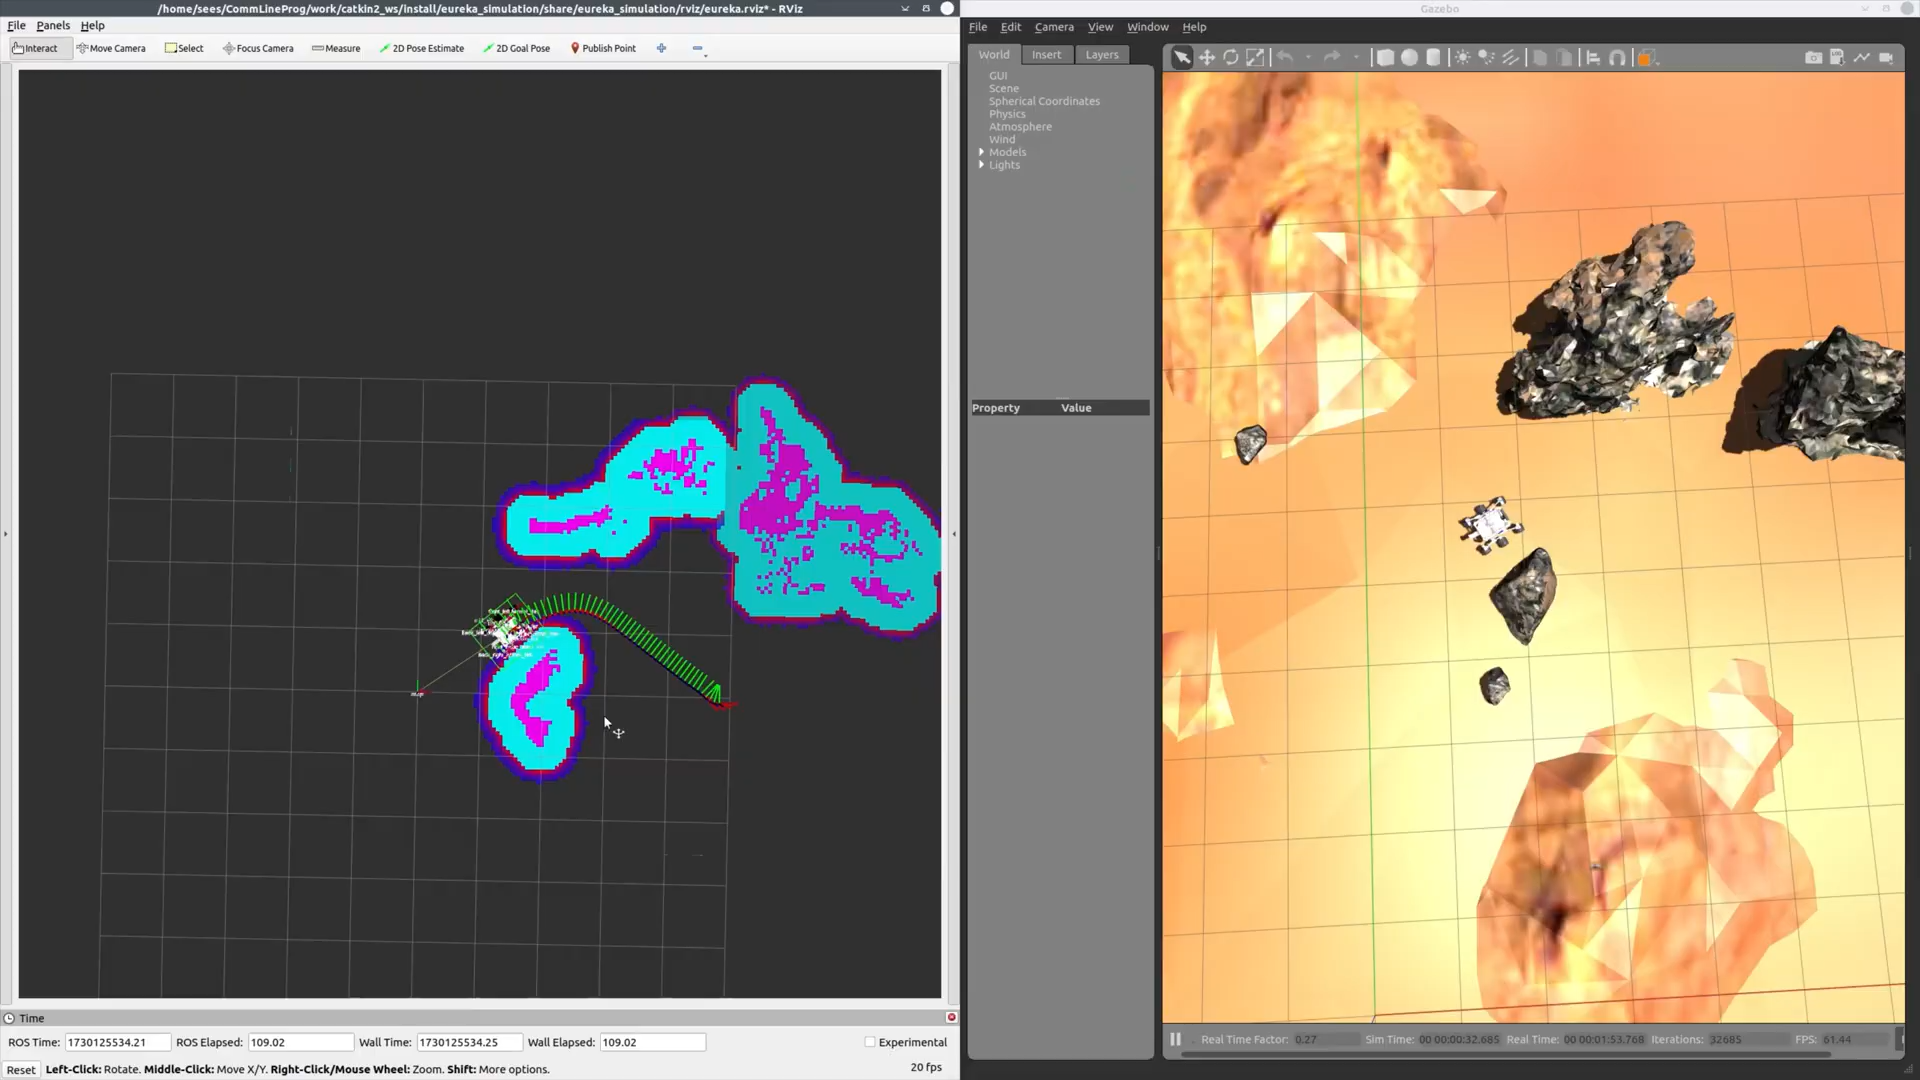 /home/sees/CommLineProg/work/catkin2_ws/install/eureka_simulation/share/eureka_simulation/rviz/eureka.rviz* - RViz
File Panels Help
Interact Move Camera Select Focus Camera Measure 2D Pose Estimate 2D Goal Pose Publish Point
map
Time
ROS Time: 1730125534.21 ROS Elapsed: 109.02 Wall Time: 1730125534.25 Wall Elapsed: 109.02 Experimental
Reset Left-Click: Rotate. Middle-Click: Move X/Y. Right-Click/Mouse Wheel: Zoom. Shift: More options. 20 fps
Gazebo
File Edit Camera View Window Help
World Insert Layers
GUI
Scene
Spherical Coordinates
Physics
Atmosphere
Wind
Models
Lights
Property Value
Real Time Factor: 0.27 Sim Time: 00 00:00:32.685 Real Time: 00 00:01:53.768 Iterations: 32685 FPS: 61.44